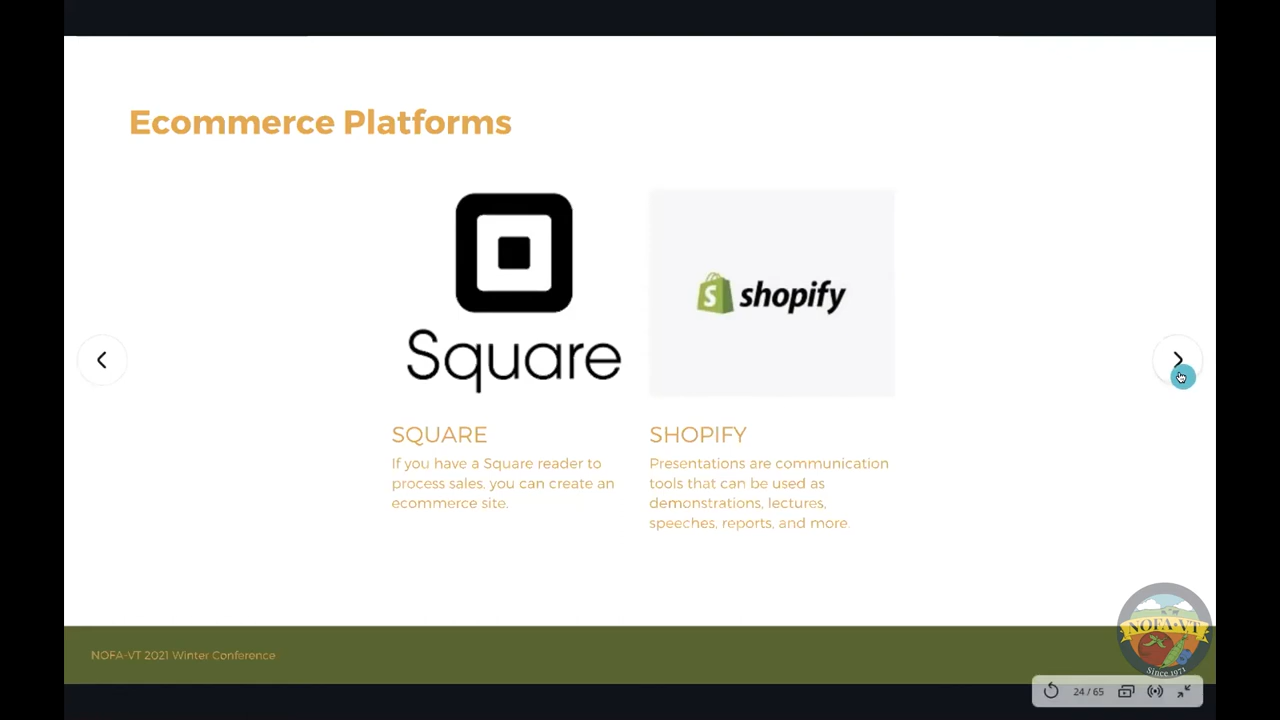 Ecommerce Platforms
Square
shopify
SQUARE
If you have a Square reader to
process sales, you can create an
ecommerce site.
SHOPIFY
Presentations are communication
tools that can be used as
demonstrations, lectures,
speeches, reports, and more.
NOFA-VT 2021 Winter Conference
NOFA-VT
Since 1971
24 / 65